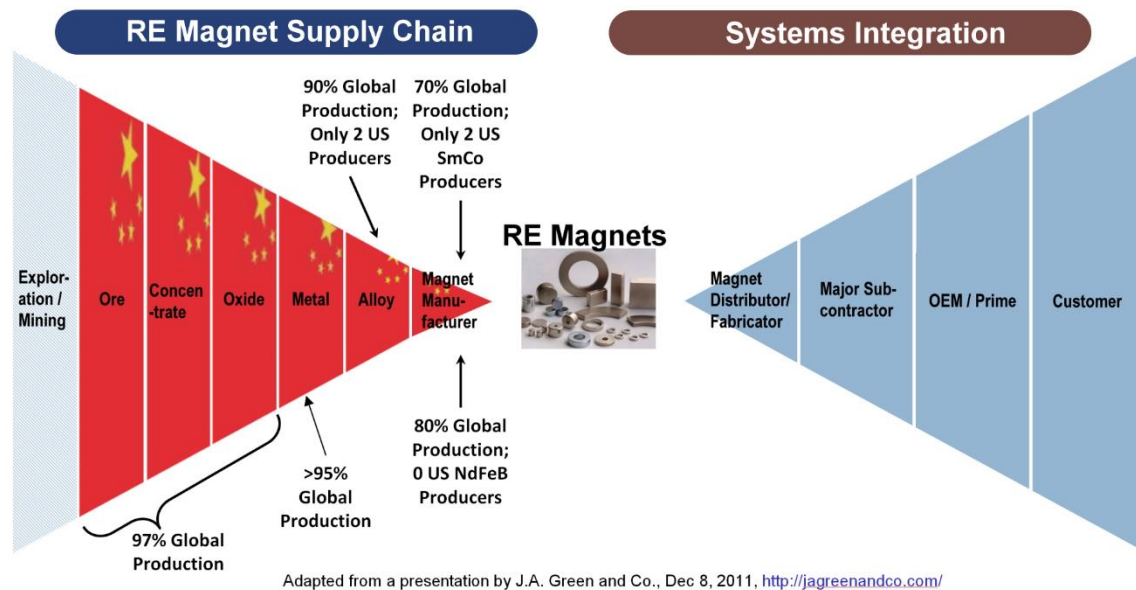 RE Magnet Supply Chain
Systems Integration
90% Global
Production;
Only 2 US
Producers
70% Global
Production;
Only 2 US
SmCo
Producers
RE Magnets
Explor-
ation /
Mining
Ore
Concen
-trate
Oxide
Metal
Alloy
Magnet
Manu-
facturer
Magnet
Distributor/
Fabricator
Major Sub-
contractor
OEM / Prime
Customer
97% Global
Production
>95%
Global
Production
80% Global
Production;
0 US NdFeB
Producers
Adapted from a presentation by J.A. Green and Co., Dec 8, 2011, http://jagreenandco.com/